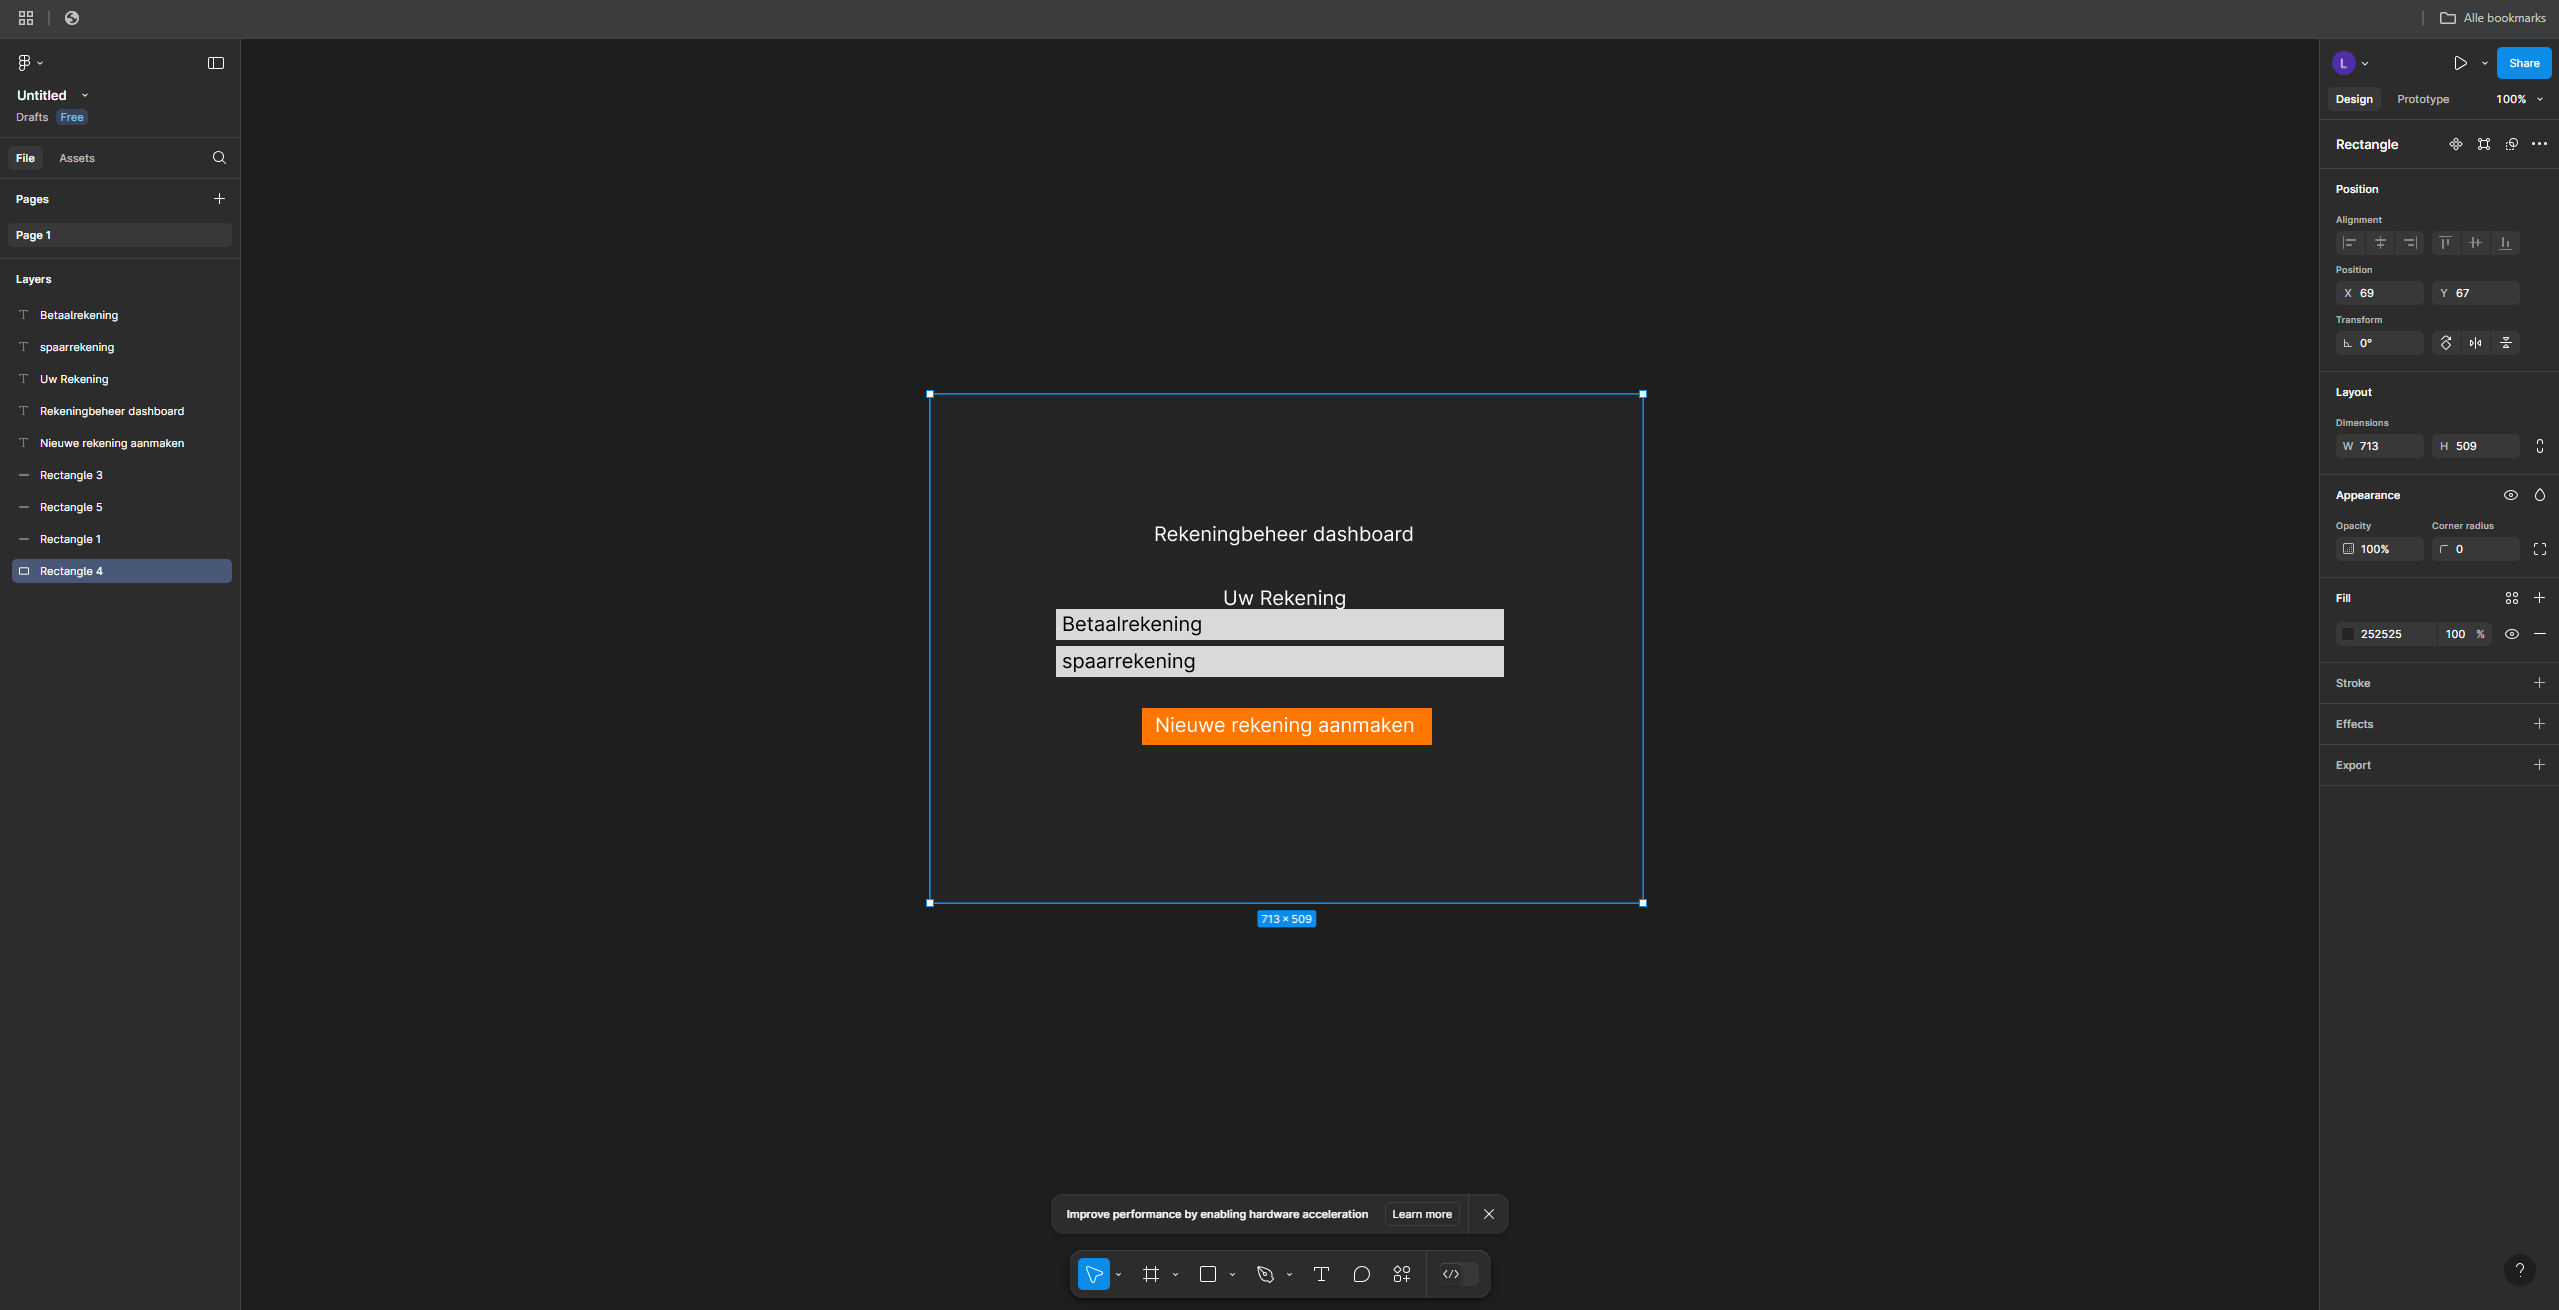 Alle bookmarks
Untitled
Drafts Free
File Assets
Pages
Page 1
Layers
Betaalrekening
spaarrekening
Uw Rekening
Rekeningbeheer dashboard
Nieuwe rekening aanmaken
Rectangle 3
Rectangle 5
Rectangle 1
Rectangle 4
Rekeningbeheer dashboard
Uw Rekening
Betaalrekening
spaarrekening
Nieuwe rekening aanmaken
713 × 509
Improve performance by enabling hardware acceleration Learn more
L Share
Design Prototype 100%
Rectangle
Position
Alignment
Position
X 69 Y 67
Transform
0°
Layout
Dimensions
W 713 H 509
Appearance
Opacity Corner radius
100% 0
Fill
252525 100 %
Stroke
Effects
Export
?